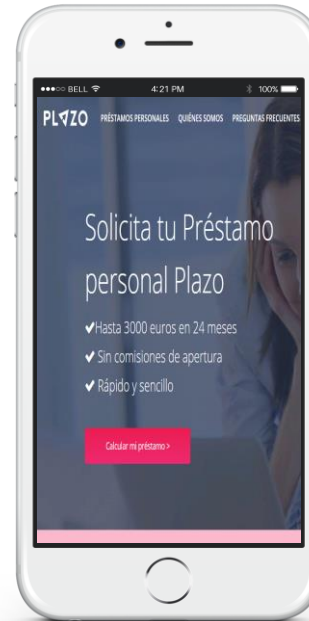 BELL 4:21 PM 100%
PLAZO PRÉSTAMOS PERSONALES QUIÉNES SOMOS PREGUNTAS FRECUENTES
Solicita tu Préstamo
personal Plazo
✔Hasta 3000 euros en 24 meses
✔ Sin comisiones de apertura
✔ Rápido y sencillo
Calcular mi préstamo >